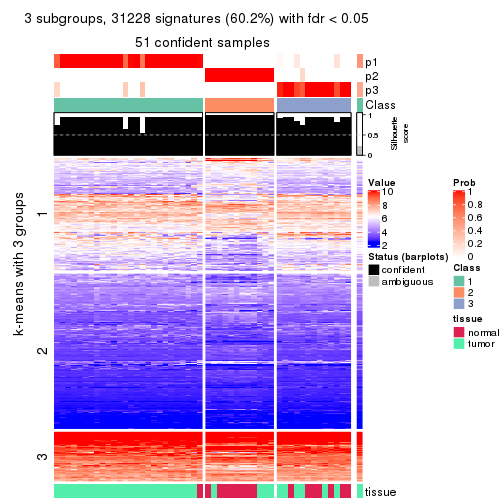 3 subgroups, 31228 signatures (60.2%) with fdr < 0.05
51 confident samples
p1
p2
p3
Class
1
0.5
0
Silhouette
score
k-means with 3 groups
1
2
3
tissue
Value
10
8
6
4
2
Status (barplots)
confident
ambiguous
Prob
1
0.8
0.6
0.4
0.2
0
Class
1
2
3
tissue
normal
tumor